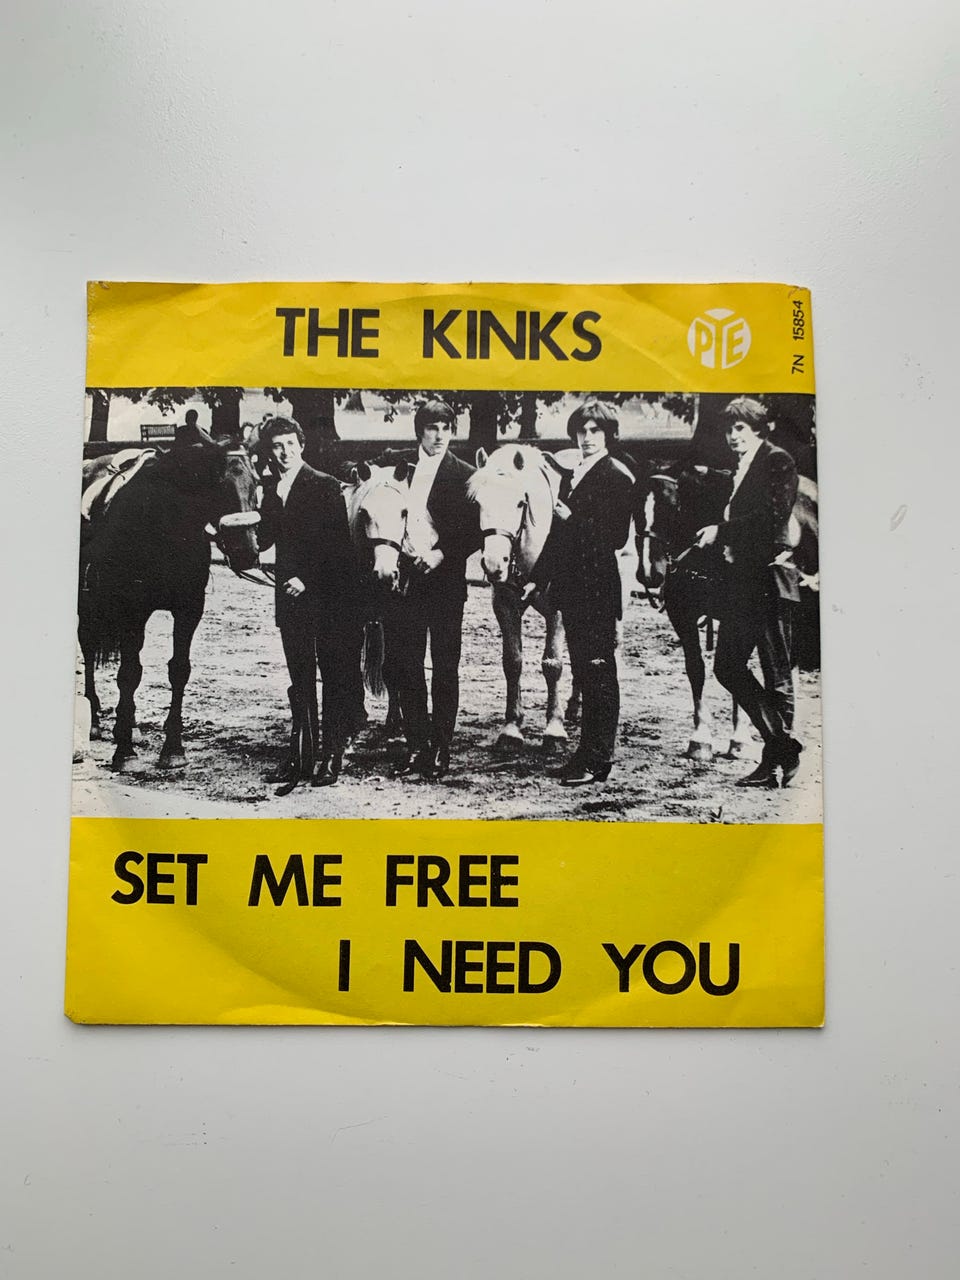 THE KINKS
PYE
7N 15854
SET ME FREE
I NEED YOU